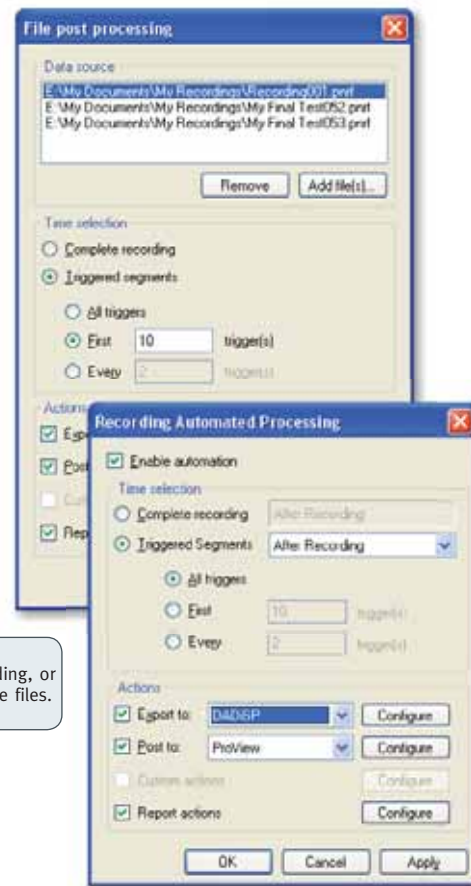 File post processing
Data source
E:\My Documents\My Recordings\Recording001.pnrf
E:\My Documents\My Recordings\My Final Test052.pnrf
E:\My Documents\My Recordings\My Final Test053.pnrf
Remove
Add file(s)...
Time selection
Complete recording
Triggered segments
All triggers
First 10 trigger(s)
Every 2 trigger(s)
Actions
Recording Automated Processing
Enable automation
Time selection
Complete recording After Recording
Triggered Segments After Recording
All triggers
First 10 trigger(s)
Every 2 trigger(s)
ding, or
e files.
Actions
Export to: DADiSP Configure
Post to: ProView Configure
Custom actions Configure
Report actions Configure
OK Cancel Apply